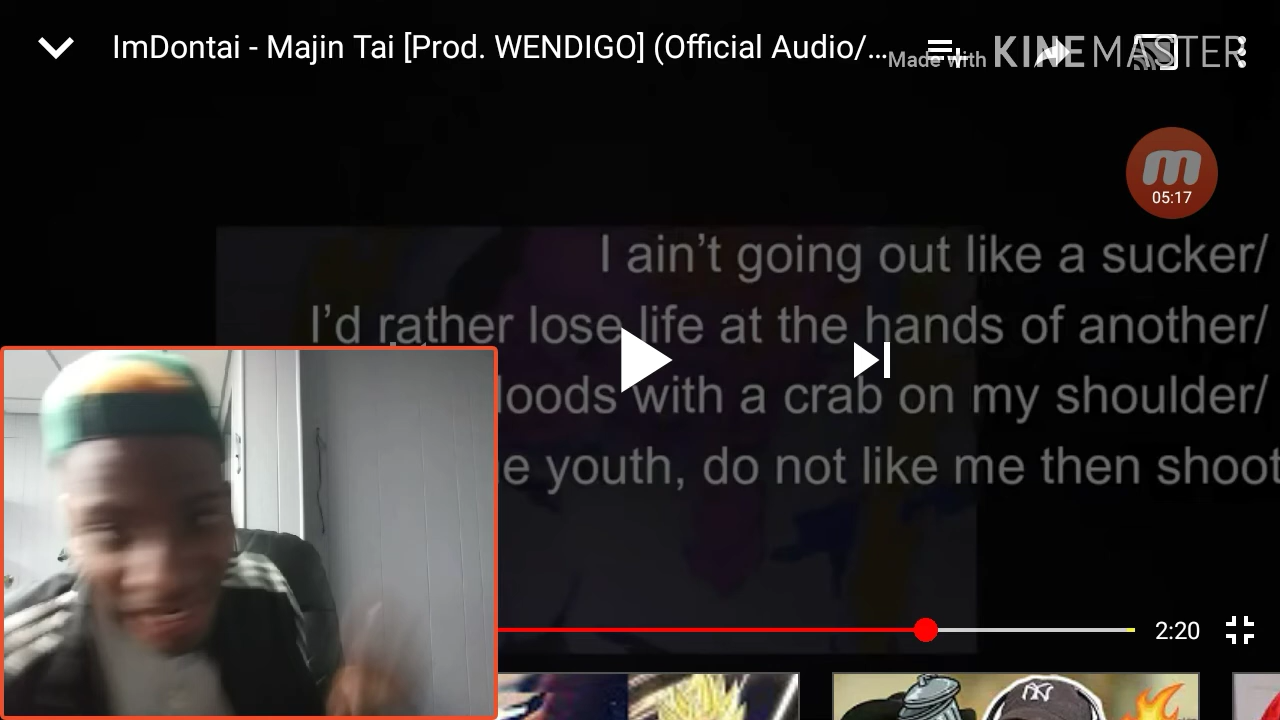 ImDontai - Majin Tai [Prod. WENDIGO] (Official Audio/...
Made with KINEMASTER
05:17
I ain't going out like a sucker/
I'd rather lose life at the hands of another/
with a crab on my shoulder/
youth, do not like me then shoot
2:20